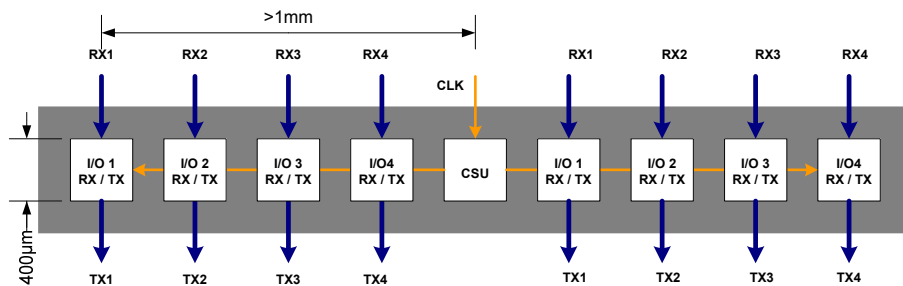 >1mm
RX1 RX2 RX3 RX4 RX1 RX2 RX3 RX4
CLK
I/O 1 I/O 2 I/O 3 I/O4 CSU I/O 1 I/O 2 I/O 3 I/O4
RX / TX RX / TX RX / TX RX / TX RX / TX RX / TX RX / TX RX / TX
400µm
TX1 TX2 TX3 TX4 TX1 TX2 TX3 TX4